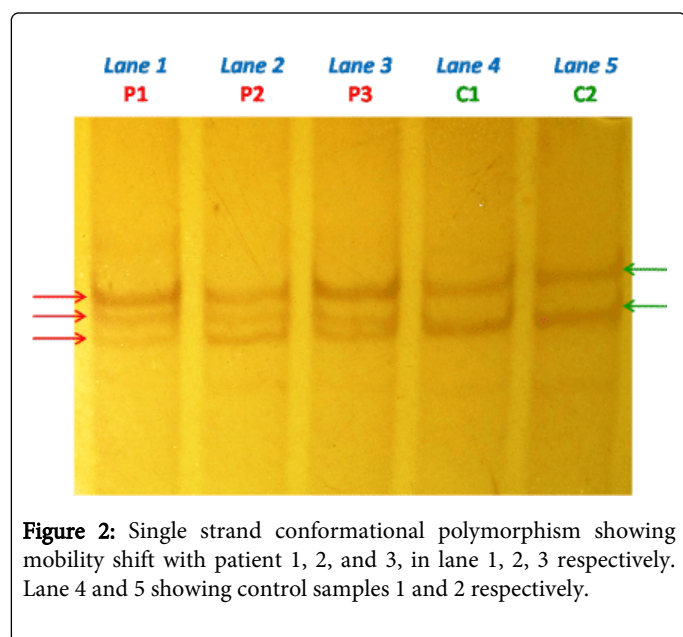 Lane 1 Lane 2 Lane 3 Lane 4 Lane 5
P1 P2 P3 C1 C2
Figure 2: Single strand conformational polymorphism showing
mobility shift with patient 1, 2, and 3, in lane 1, 2, 3 respectively.
Lane 4 and 5 showing control samples 1 and 2 respectively.